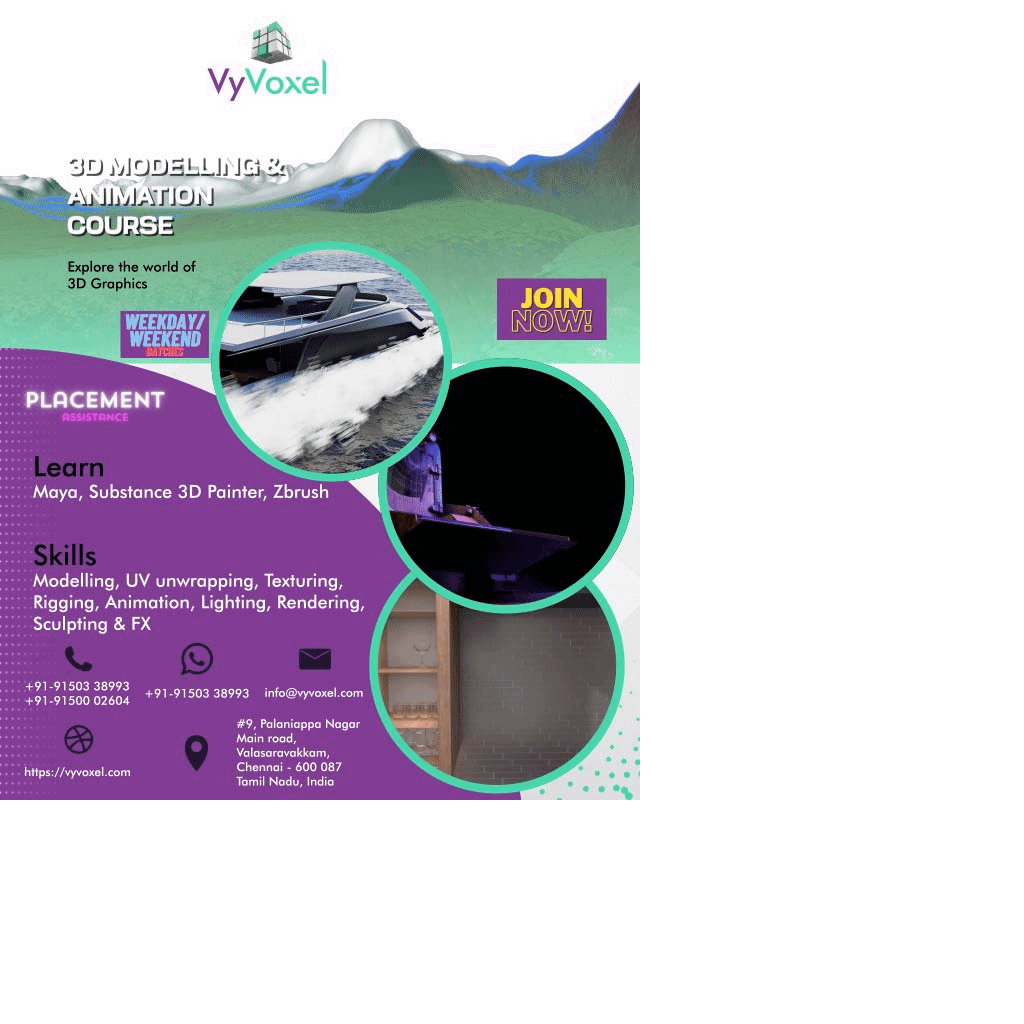 VyVoxel
3D MODELLING &
ANIMATION
COURSE
Explore the world of
3D Graphics
JOIN
NOW!
WEEKDAY/
WEEKEND
BATCHES
PLACEMENT
ASSISTANCE
Learn
Maya, Substance 3D Painter, Zbrush
Skills
Modelling, UV unwrapping, Texturing,
Rigging, Animation, Lighting, Rendering,
Sculpting & FX
+91-91503 38993
+91-91500 02604
+91-91503 38993
info@vyvoxel.com
https://vyvoxel.com
#9, Palaniappa Nagar
Main road,
Valasaravakkam,
Chennai - 600 087
Tamil Nadu, India